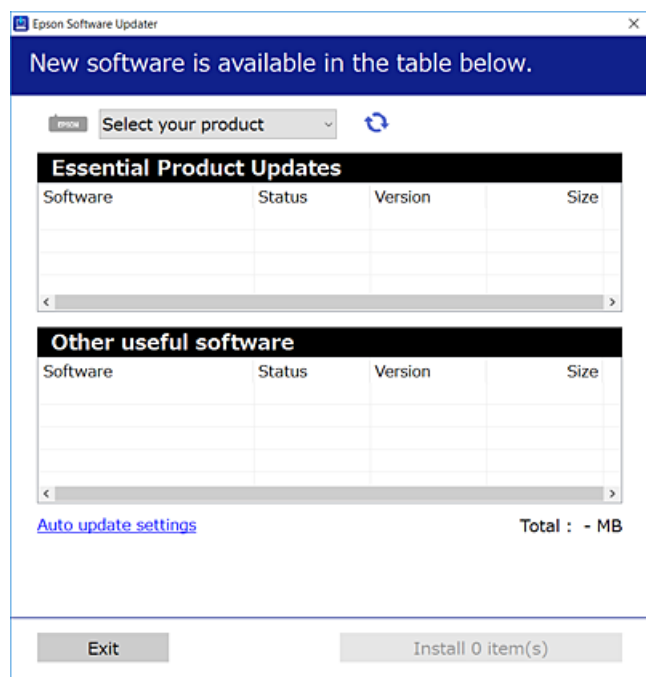 Epson Software Updater
New software is available in the table below.
EPSON Select your product
Essential Product Updates
Software Status Version Size
Other useful software
Software Status Version Size
Auto update settings Total : - MB
Exit Install 0 item(s)